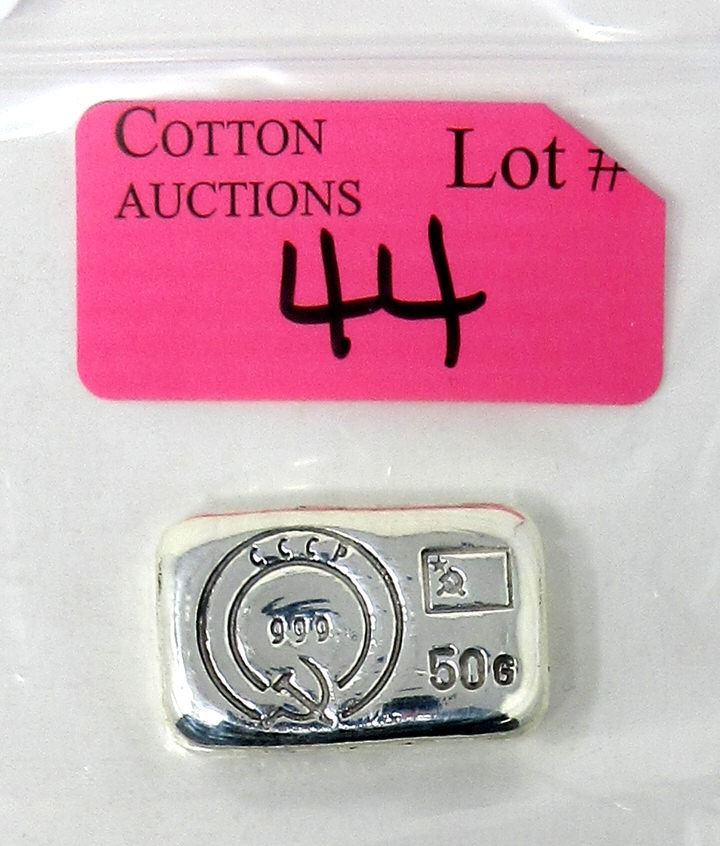 COTTON
AUCTIONS
Lot #
44
СССР
999
50G